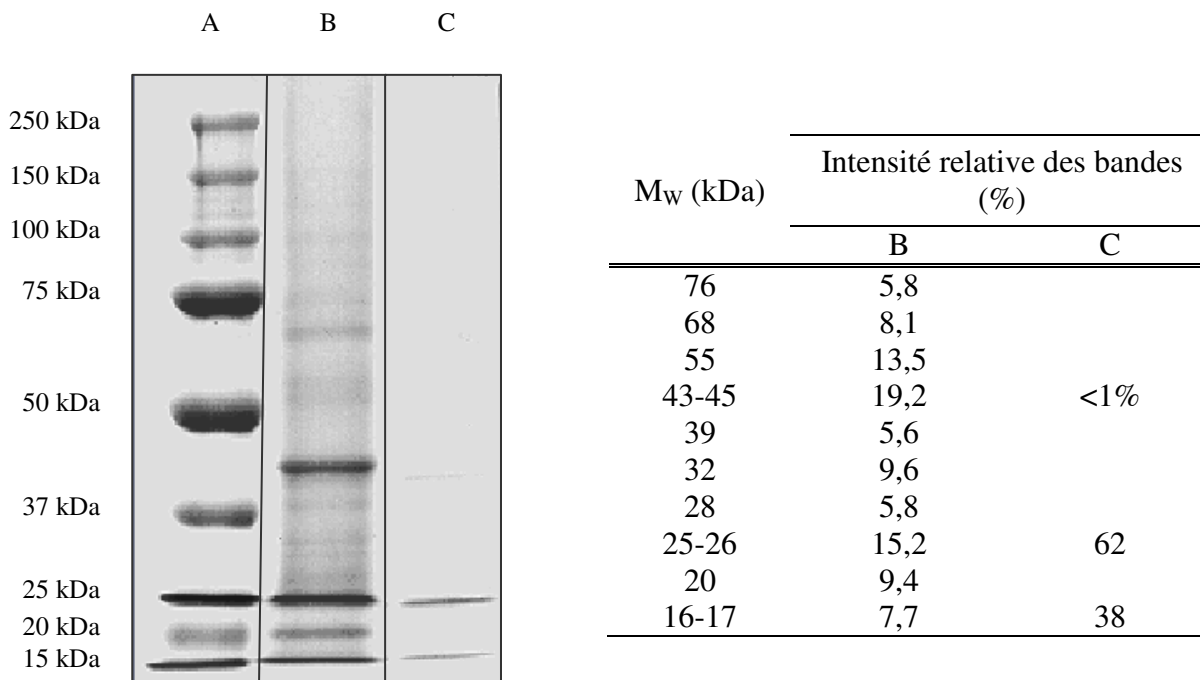 A B C
250 kDa
150 kDa
100 kDa
75 kDa
50 kDa
37 kDa
25 kDa
20 kDa
15 kDa
Intensité relative des bandes
(%)
M_W (kDa)
B C
76 5,8
68 8,1
55 13,5
43-45 19,2 <1%
39 5,6
32 9,6
28 5,8
25-26 15,2 62
20 9,4
16-17 7,7 38